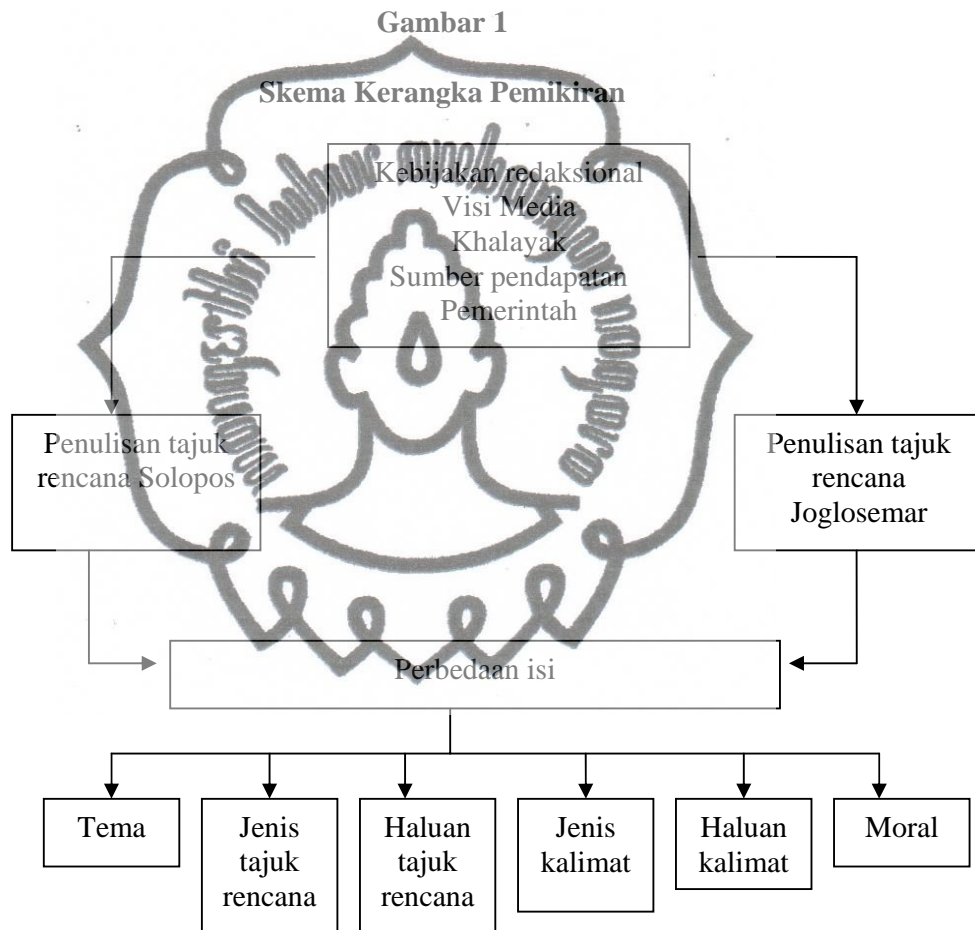 Gambar 1
Skema Kerangka Pemikiran
Kebijakan redaksional
Visi Media
Khalayak
Sumber pendapatan
Pemerintah
Penulisan tajuk
rencana Solopos
Penulisan tajuk
rencana
Joglosemar
Perbedaan isi
Tema
Jenis
tajuk
rencana
Haluan
tajuk
rencana
Jenis
kalimat
Haluan
kalimat
Moral